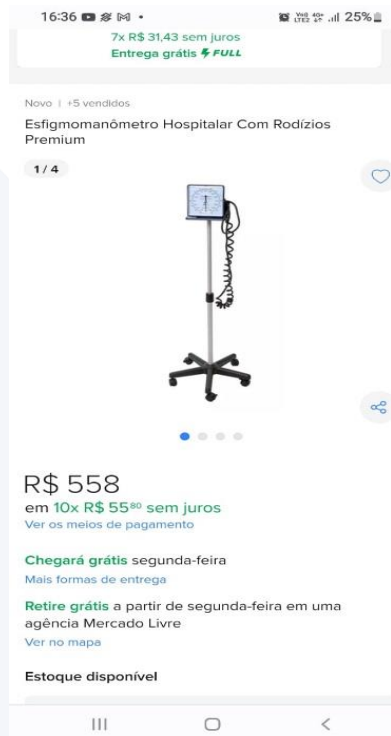 16:36
LTE2 25%
7x R$ 31,43 sem juros
Entrega grátis FULL
Novo | +5 vendidos
Esfigmomanômetro Hospitalar Com Rodízios
Premium
1 / 4
R$ 558
em 10x R$ 55⁸⁰ sem juros
Ver os meios de pagamento
Chegará grátis segunda-feira
Mais formas de entrega
Retire grátis a partir de segunda-feira em uma
agência Mercado Livre
Ver no mapa
Estoque disponível